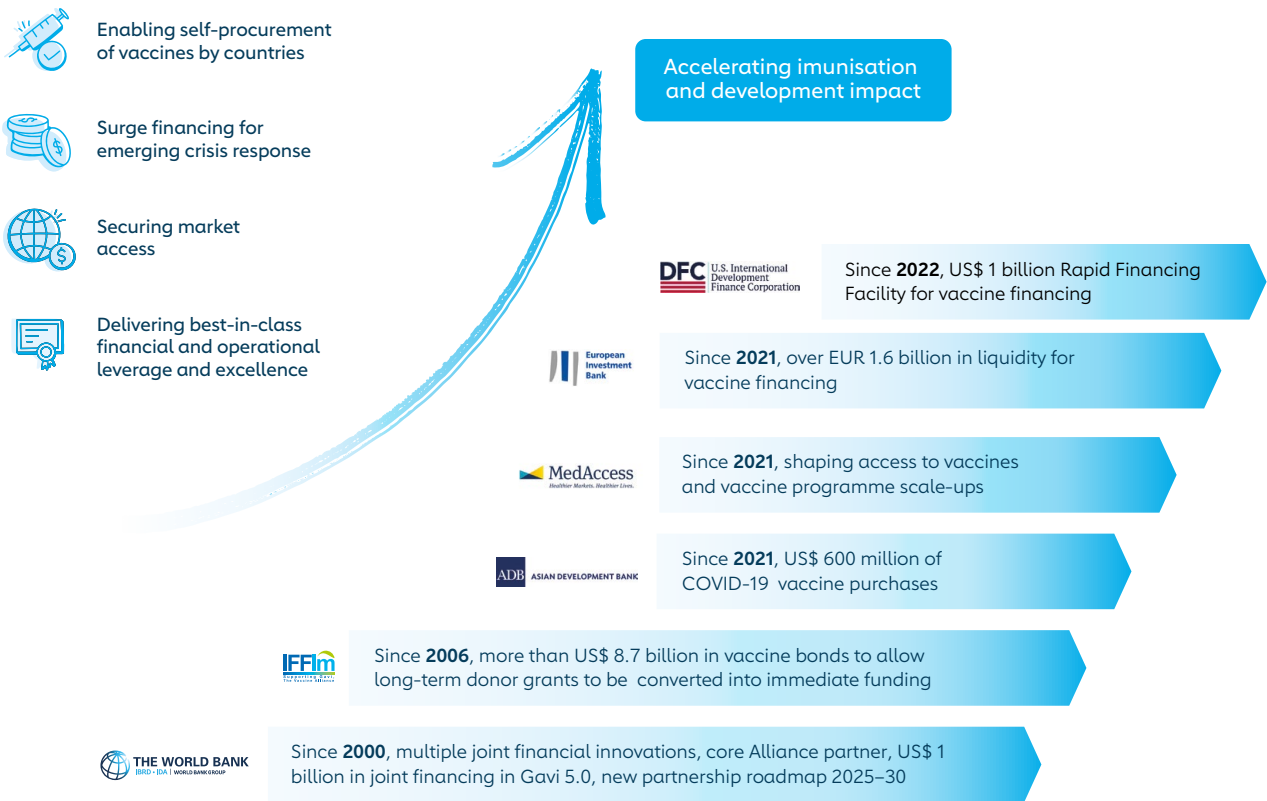 Enabling self-procurement
of vaccines by countries
Surge financing for
emerging crisis response
Securing market
access
Delivering best-in-class
financial and operational
leverage and excellence
Accelerating imunisation
and development impact
DFC U.S. International
Development
Finance Corporation
Since 2022, US$ 1 billion Rapid Financing
Facility for vaccine financing
European
Investment
Bank
Since 2021, over EUR 1.6 billion in liquidity for
vaccine financing
MedAccess
Healthier Markets. Healthier Lives.
Since 2021, shaping access to vaccines
and vaccine programme scale-ups
ADB ASIAN DEVELOPMENT BANK
Since 2021, US$ 600 million of
COVID-19 vaccine purchases
IFFIm
Supporting Gavi,
The Vaccine Alliance
Since 2006, more than US$ 8.7 billion in vaccine bonds to allow
long-term donor grants to be converted into immediate funding
THE WORLD BANK
IBRD • IDA | WORLD BANK GROUP
Since 2000, multiple joint financial innovations, core Alliance partner, US$ 1
billion in joint financing in Gavi 5.0, new partnership roadmap 2025–30